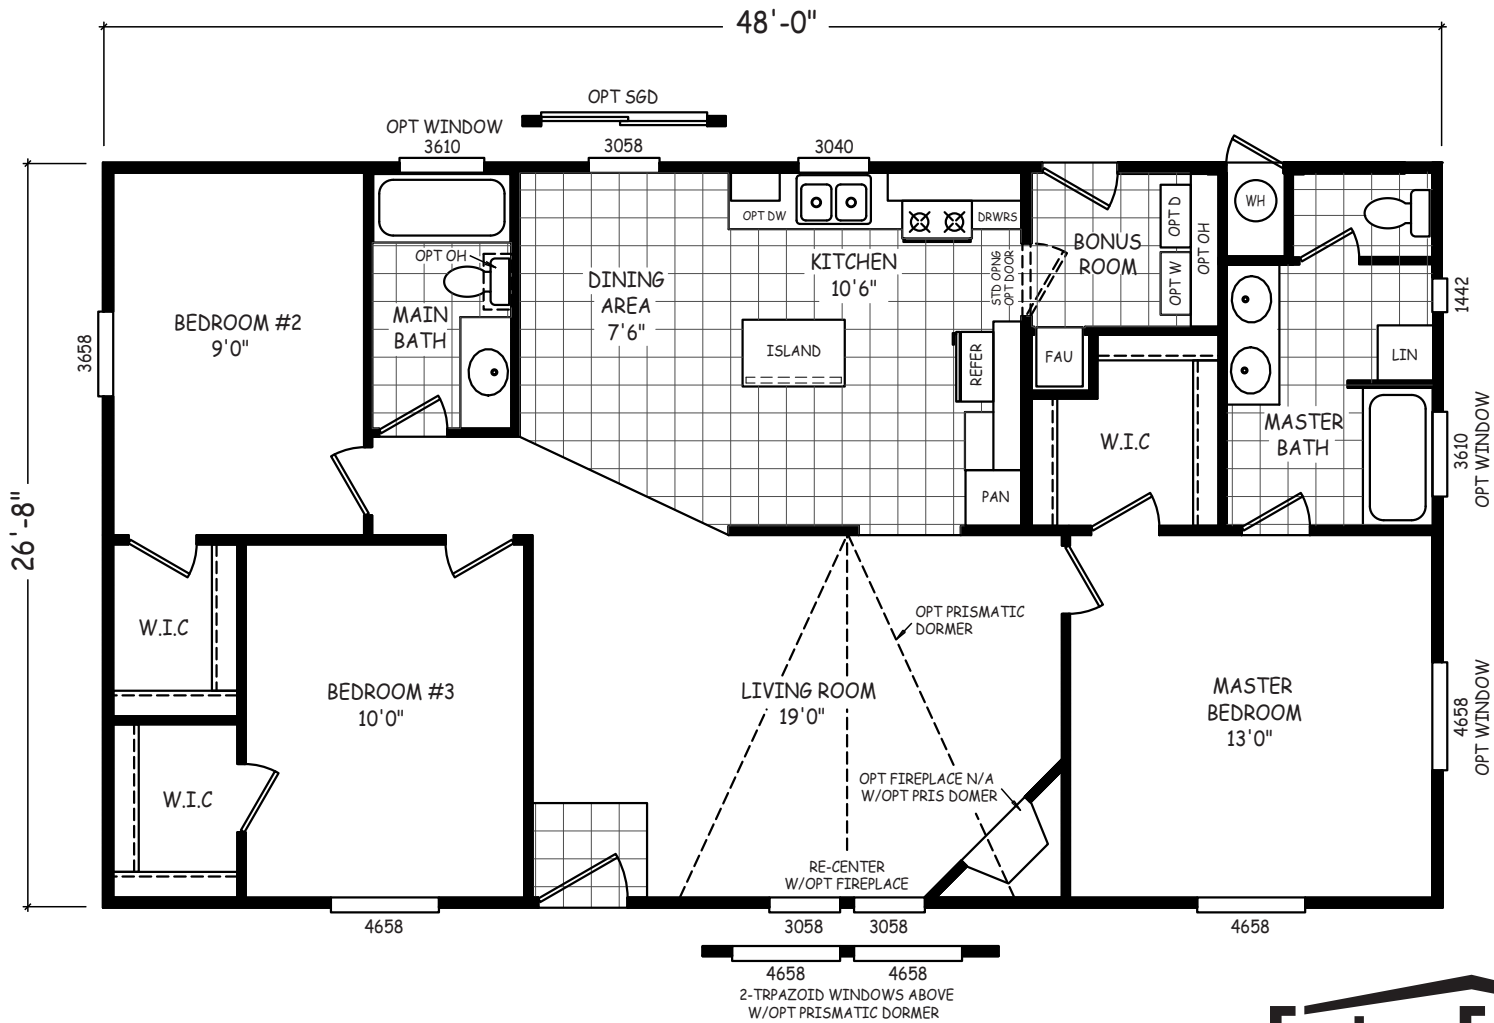 48'-0"
OPT SGD
OPT WINDOW
3610
3058
3040
26'-8"
3658
BEDROOM #2
9'0"
OPT OH
MAIN
BATH
DINING
AREA
7'6"
OPT DW
DRWRS
KITCHEN
10'6"
ISLAND
REFER
PAN
STD OPNG
OPT DOOR
BONUS
ROOM
OPT D
OPT W
OPT OH
WH
FAU
W.I.C
LIN
MASTER
BATH
1442
3610
OPT WINDOW
W.I.C
W.I.C
BEDROOM #3
10'0"
OPT PRISMATIC
DORMER
LIVING ROOM
19'0"
OPT FIREPLACE N/A
W/OPT PRIS DOMER
RE-CENTER
W/OPT FIREPLACE
MASTER
BEDROOM
13'0"
4658
OPT WINDOW
4658
3058
3058
4658
4658
4658
2-TRPAZOID WINDOWS ABOVE
W/OPT PRISMATIC DORMER